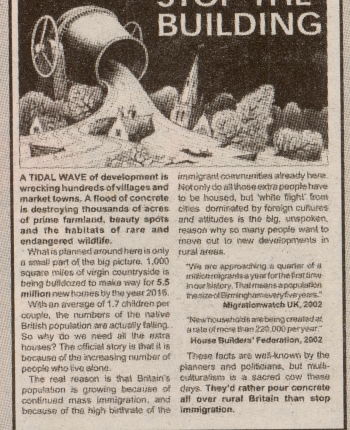 STOP THE
BUILDING
A TIDAL WAVE of development is
wrecking hundreds of villages and
market towns. A flood of concrete
is destroying thousands of acres
of prime farmland, beauty spots
and the habitats of rare and
endangered wildlife.
What is planned around here is only
a small part of the big picture. 1,000
square miles of virgin countryside is
being bulldozed to make way for 5.5
million new homes by the year 2016.
With an average of 1.7 children per
couple, the numbers of the native
British population are actually falling.
So why do we need all the extra
houses? The official story is that it is
because of the increasing number of
people who live alone.
The real reason is that Britain's
population is growing because of
continued mass immigration, and
because of the high birthrate of the
immigrant communities already here.
Not only do all those extra people have
to be housed, but 'white flight' from
cities dominated by foreign cultures
and attitudes is the big, unspoken,
reason why so many people want to
move out to new developments in
rural areas.
"We are approaching a quarter of a
million migrants a year for the first time
in our history. That means a population
the size of Birmingham every five years."
Migrationwatch UK, 2002
"New households are being created at
a rate of more than 220,000 per year."
House Builders' Federation, 2002
These facts are well-known by the
planners and politicians, but multi-
culturalism is a sacred cow these
days. They'd rather pour concrete
all over rural Britain than stop
immigration.